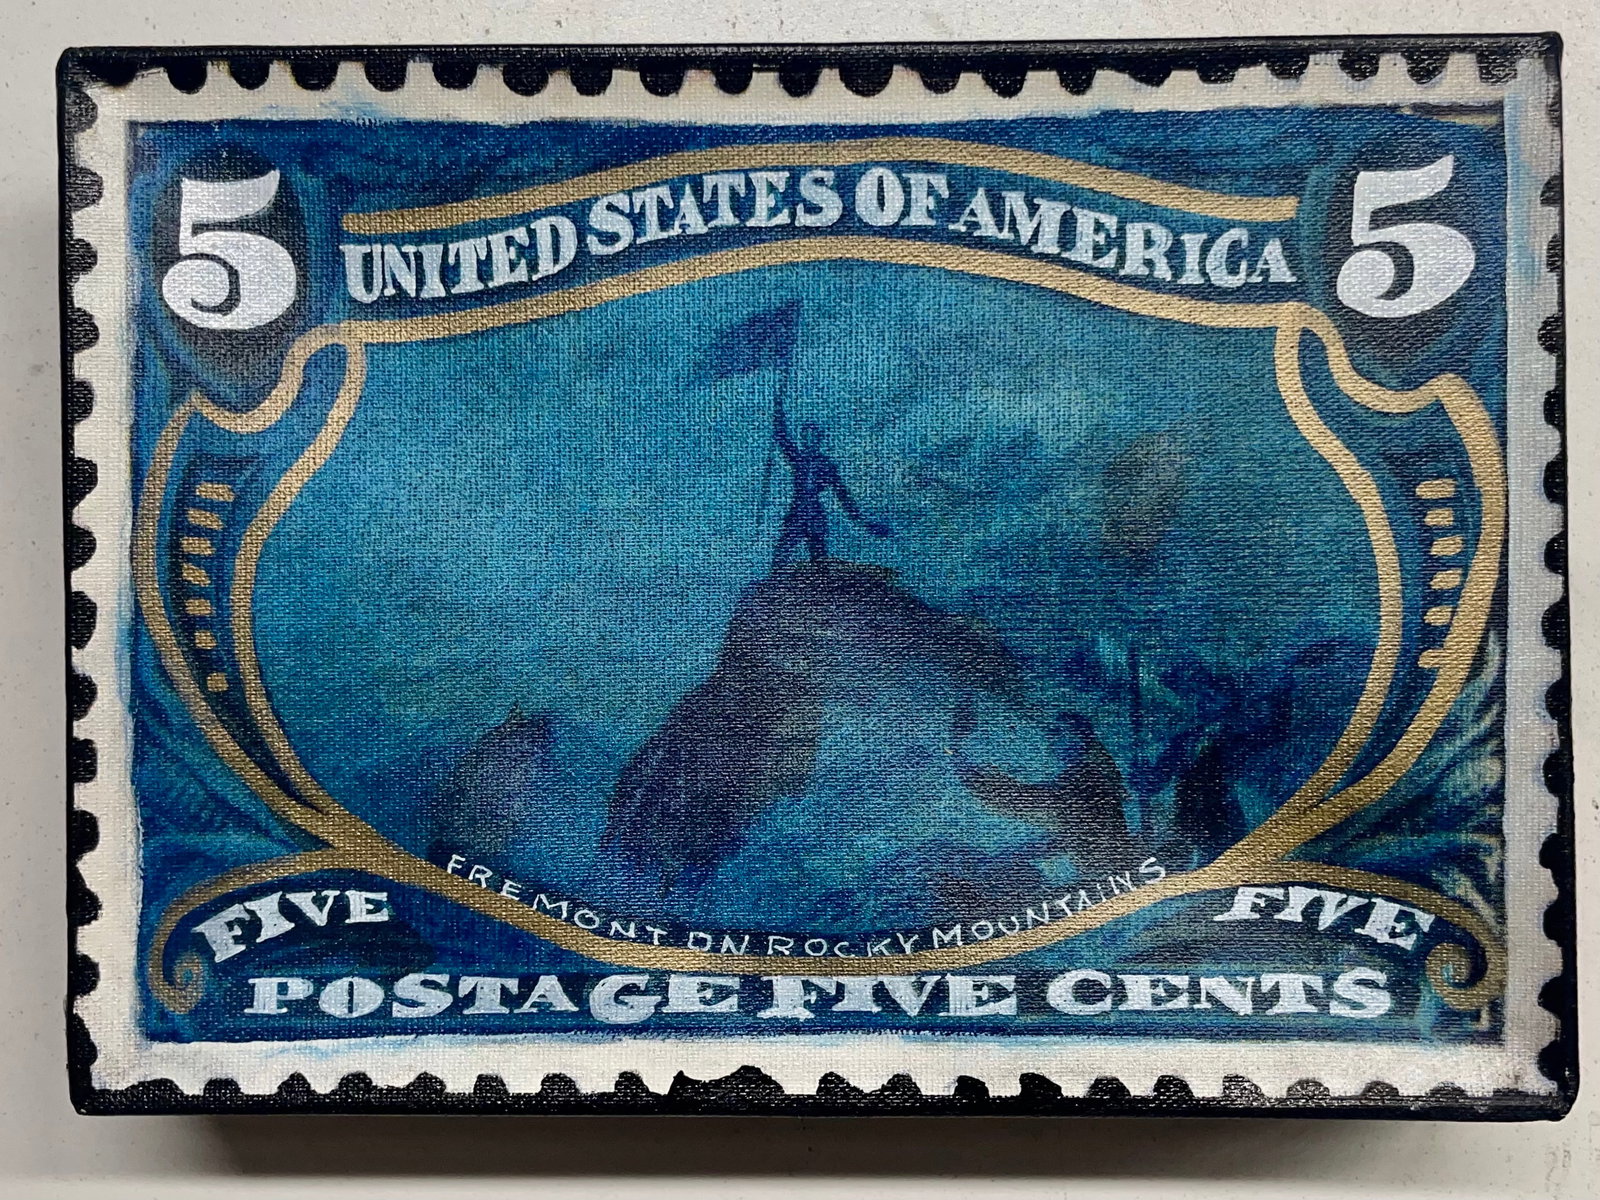 5 UNITED STATES OF AMERICA 5
FREMONT ON ROCKY MOUNTAINS
FIVE FIVE
POSTAGE FIVE CENTS